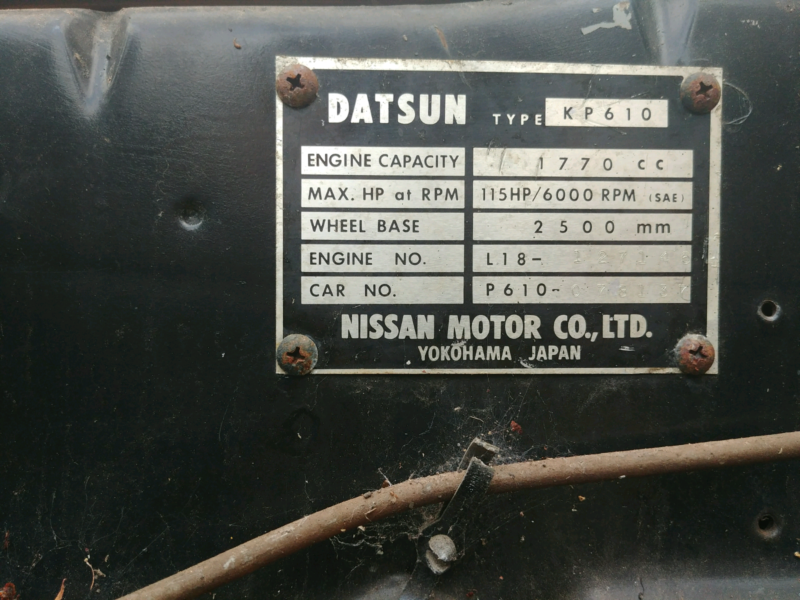 DATSUN TYPE KP610
ENGINE CAPACITY 1770 cc
MAX. HP at RPM 115HP/6000 RPM (SAE)
WHEEL BASE 2500 mm
ENGINE NO. L18-
CAR NO. P610-
NISSAN MOTOR CO., LTD.
YOKOHAMA JAPAN